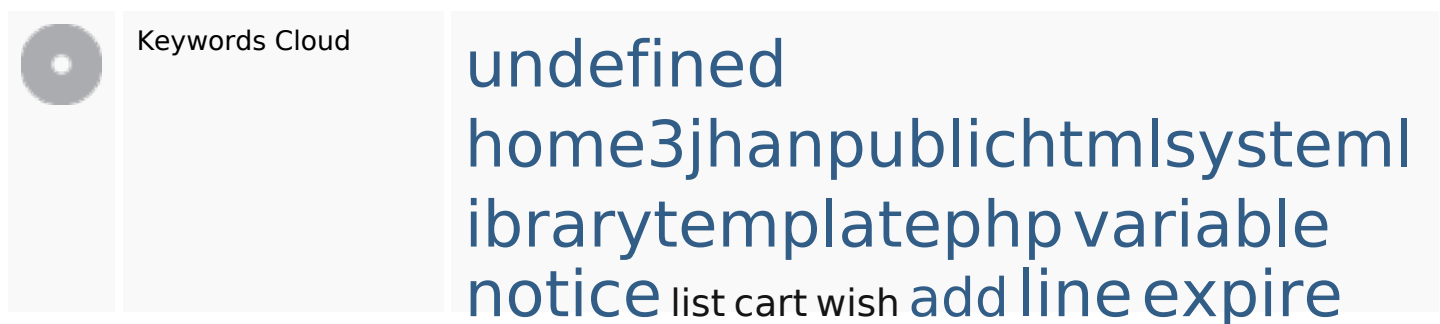 Keywords Cloud
undefined
home3jhanpublichtmlsysteml
ibrarytemplatephp variable
notice list cart wish add line expire